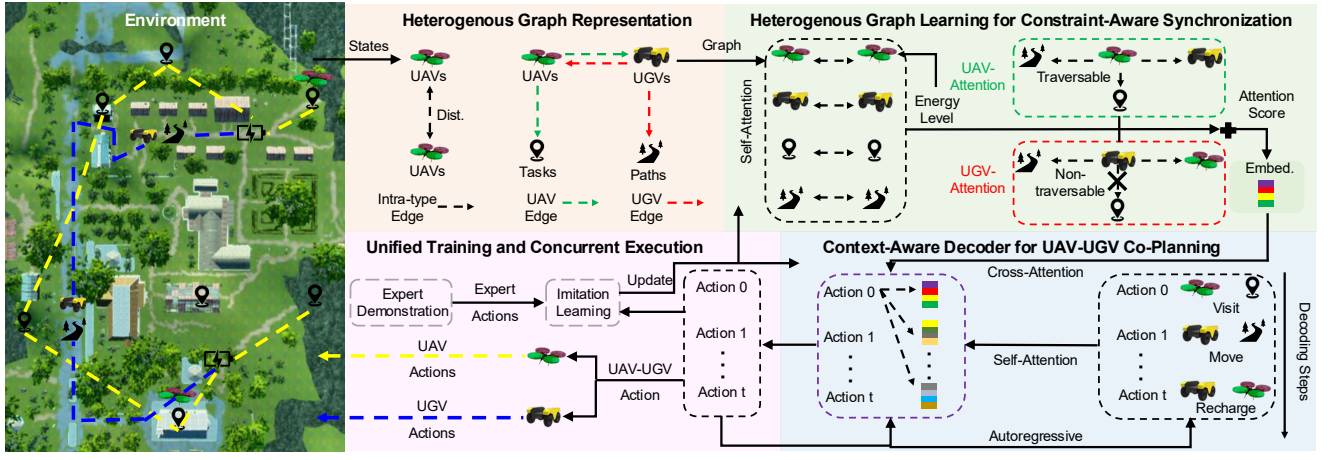 Environment
Heterogenous Graph Representation
States
UAVs
UAVs
UGVs
Dist.
UAVs
Tasks
Paths
Intra-type
Edge
UAV
Edge
UGV
Edge
Graph
Heterogenous Graph Learning for Constraint-Aware Synchronization
Self-Attention
Energy
Level
UAV-
Attention
Traversable
Attention
Score
UGV-
Attention
Non-
traversable
Embed.
Unified Training and Concurrent Execution
Expert
Demonstration
Expert
Actions
Imitation
Learning
Update
Action 0
Action 1
Action t
UAV
Actions
UAV-UGV
Action
UGV
Actions
Context-Aware Decoder for UAV-UGV Co-Planning
Cross-Attention
Action 0
Action 1
Action t
Self-Attention
Action 0
Visit
Action 1
Move
Action t
Recharge
Decoding Steps
Autoregressive